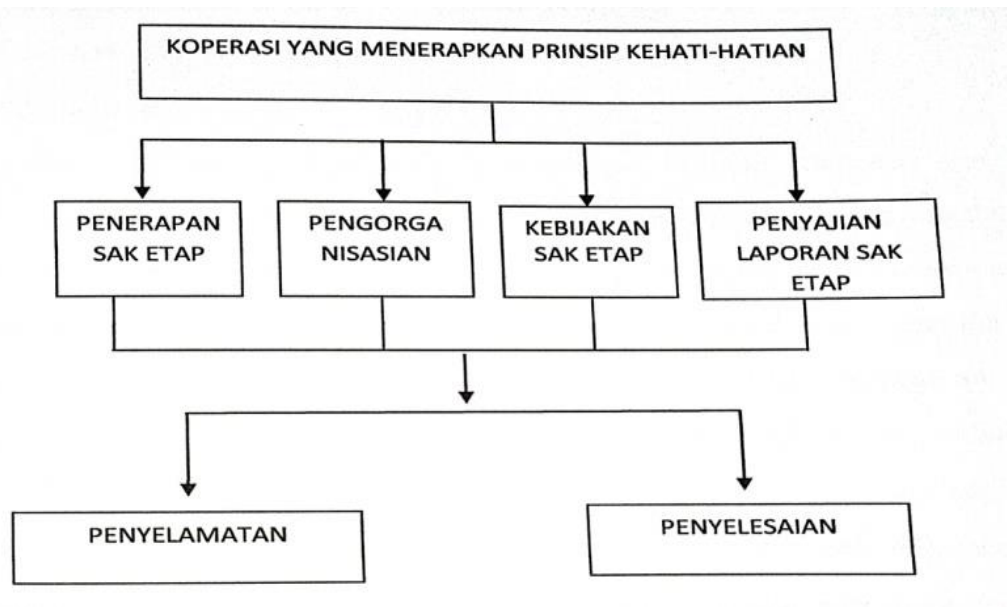 KOPERASI YANG MENERAPKAN PRINSIP KEHATI-HATIAN
PENERAPAN
SAK ETAP
PENGORGA
NISASIAN
KEBIJAKAN
SAK ETAP
PENYAJIAN
LAPORAN SAK
ETAP
PENYELAMATAN
PENYELESAIAN